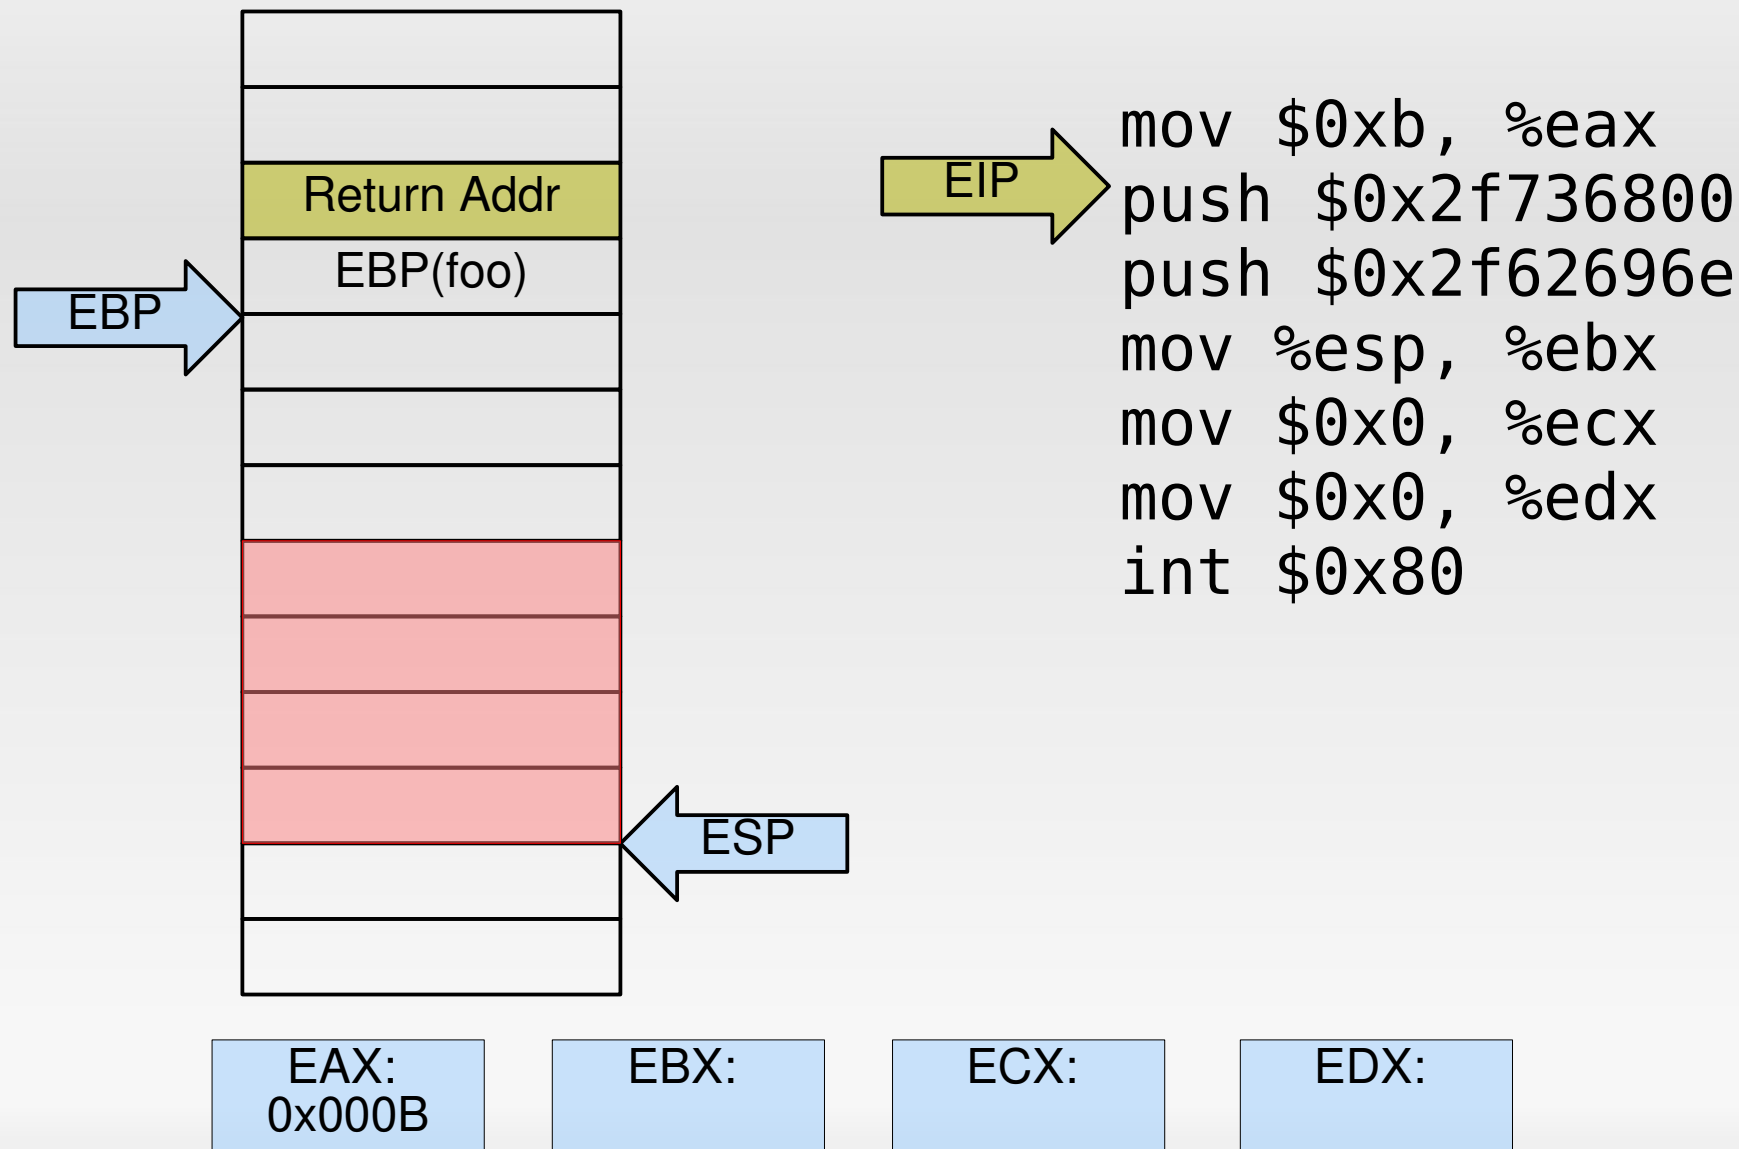 Return Addr
EBP(foo)
EBP
ESP
EIP
mov $0xb, %eax
push $0x2f736800
push $0x2f62696e
mov %esp, %ebx
mov $0x0, %ecx
mov $0x0, %edx
int $0x80
EAX:
0x000B
EBX:
ECX:
EDX: